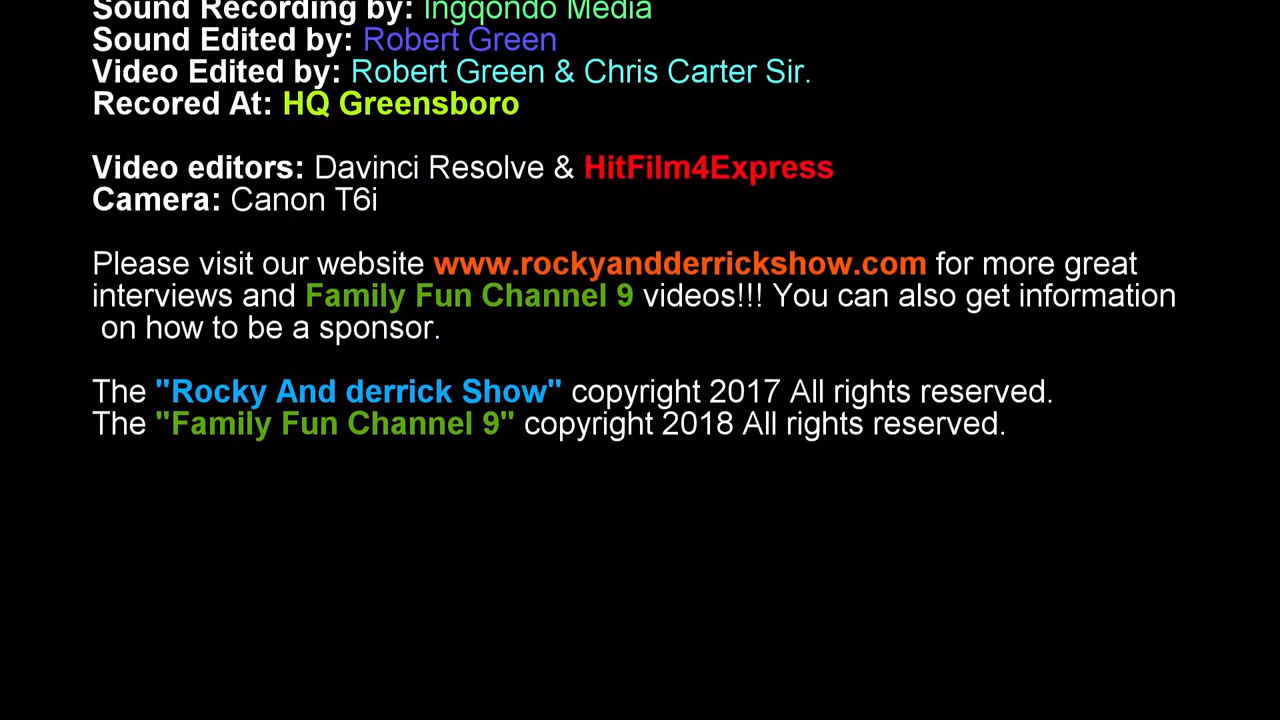 Sound Recording by: Ingqondo Media
Sound Edited by: Robert Green
Video Edited by: Robert Green & Chris Carter Sir.
Recored At: HQ Greensboro
Video editors: Davinci Resolve & HitFilm4Express
Camera: Canon T6i
Please visit our website www.rockyandderrickshow.com for more great
interviews and Family Fun Channel 9 videos!!! You can also get information
on how to be a sponsor.
The "Rocky And derrick Show" copyright 2017 All rights reserved.
The "Family Fun Channel 9" copyright 2018 All rights reserved.